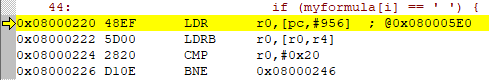 44: if (myformula[i] == ' ') {
0x08000220 48EF LDR r0,[pc,#956] ; @0x080005E0
0x08000222 5D00 LDRB r0,[r0,r4]
0x08000224 2820 CMP r0,#0x20
0x08000226 D10E BNE 0x08000246